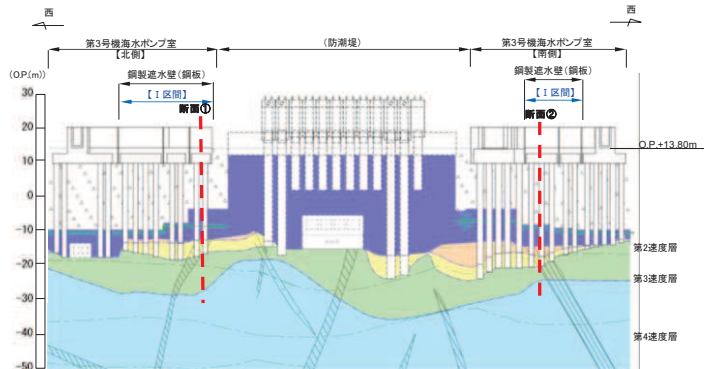 西
西
第3号機海水ポンプ室
【北側】
(防潮堤)
第3号機海水ポンプ室
【南側】
(O.P.(m))
鋼製遮水壁(鋼板)
【Ⅰ区間】
断面①
鋼製遮水壁(鋼板)
【Ⅰ区間】
断面②
O.P.+13.80m
30
20
10
0
-10
-20
-30
-40
-50
第2速度層
第3速度層
第4速度層